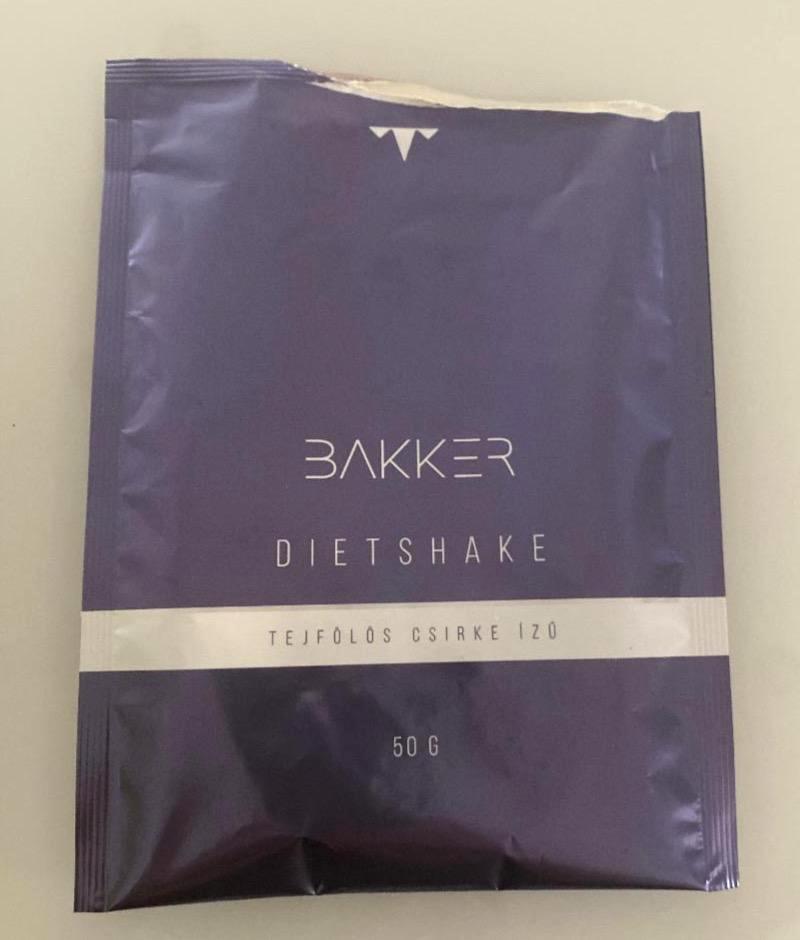 BAKKER
DIETSHAKE
TEJFÖLÖS CSIRKE ÍZŰ
50 G